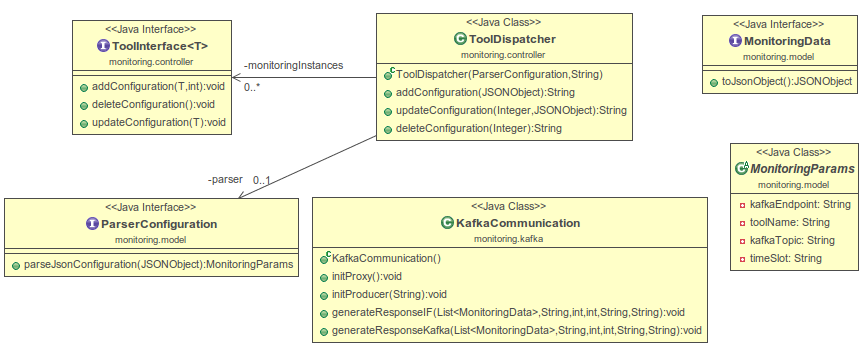 <<Java Interface>>
ToolInterface<T>
monitoring.controller
addConfiguration(T,int):void
deleteConfiguration():void
updateConfiguration(T):void
-monitoringInstances
0..*
<<Java Class>>
ToolDispatcher
monitoring.controller
ToolDispatcher(ParserConfiguration,String)
addConfiguration(JSONObject):String
updateConfiguration(Integer,JSONObject):String
deleteConfiguration(Integer):String
<<Java Interface>>
MonitoringData
monitoring.model
toJsonObject():JSONObject
-parser 0..1
<<Java Interface>>
ParserConfiguration
monitoring.model
parseJsonConfiguration(JSONObject):MonitoringParams
<<Java Class>>
KafkaCommunication
monitoring.kafka
KafkaCommunication()
initProxy():void
initProducer(String):void
generateResponseIF(List<MonitoringData>,String,int,int,String,String):void
generateResponseKafka(List<MonitoringData>,String,int,int,String,String):void
<<Java Class>>
MonitoringParams
monitoring.model
kafkaEndpoint: String
toolName: String
kafkaTopic: String
timeSlot: String